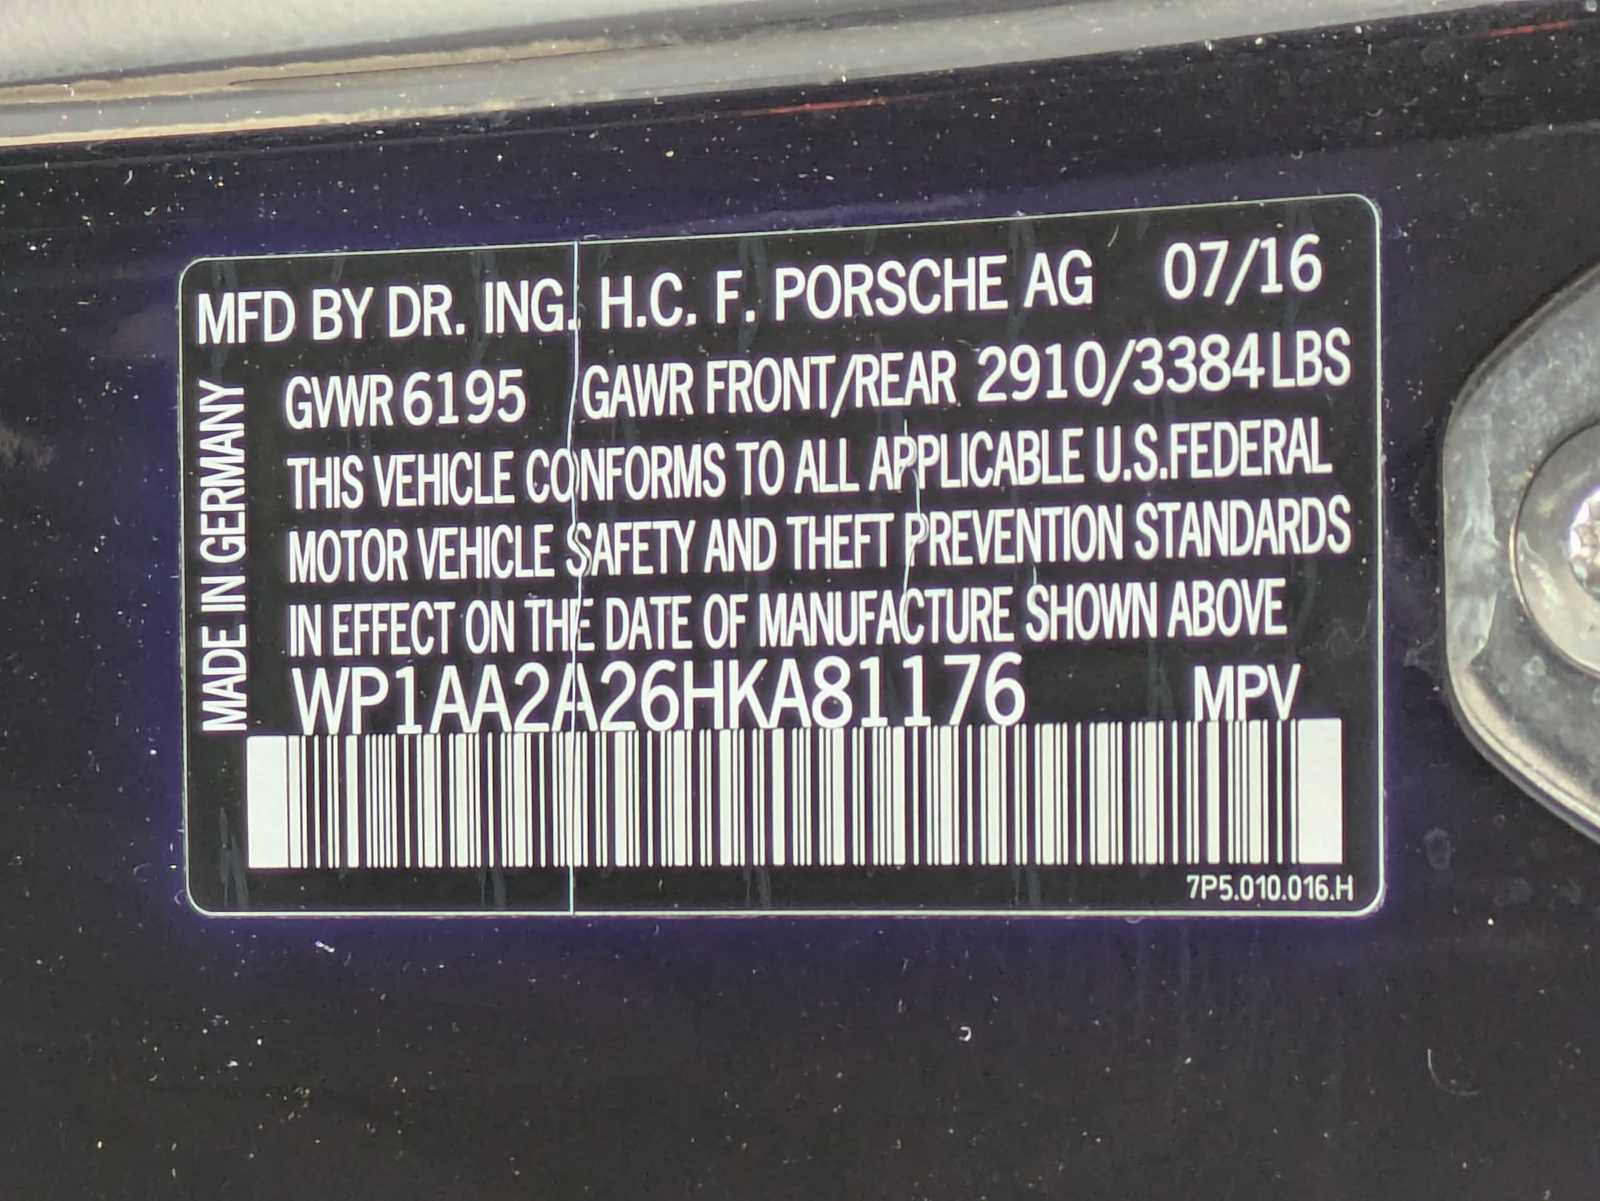 MFD BY DR. ING. H.C. F. PORSCHE AG 07/16
GVWR 6195 GAWR FRONT/REAR 2910/3384LBS
THIS VEHICLE CONFORMS TO ALL APPLICABLE U.S.FEDERAL
MOTOR VEHICLE SAFETY AND THEFT PREVENTION STANDARDS
IN EFFECT ON THE DATE OF MANUFACTURE SHOWN ABOVE
WP1AA2A26HKA81176 MPV
7P5.010.016.H
MADE IN GERMANY